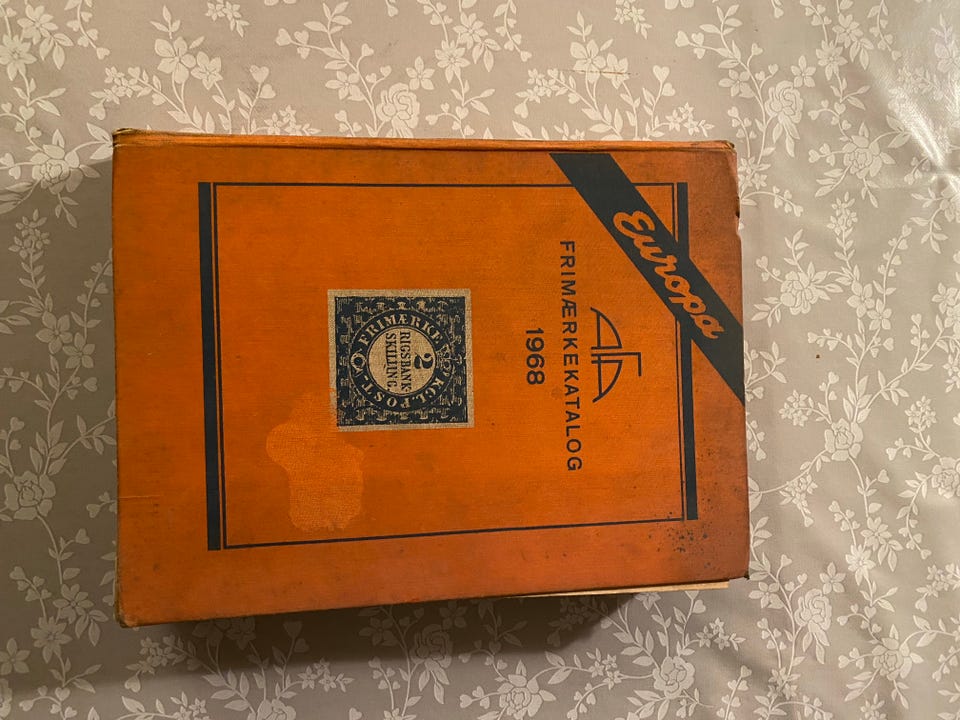 Europa
AFA
FRIMÆRKEKATALOG
1968
FRIMÆRKE
2
RIGSBANK
SKILLING
KGL. POST.